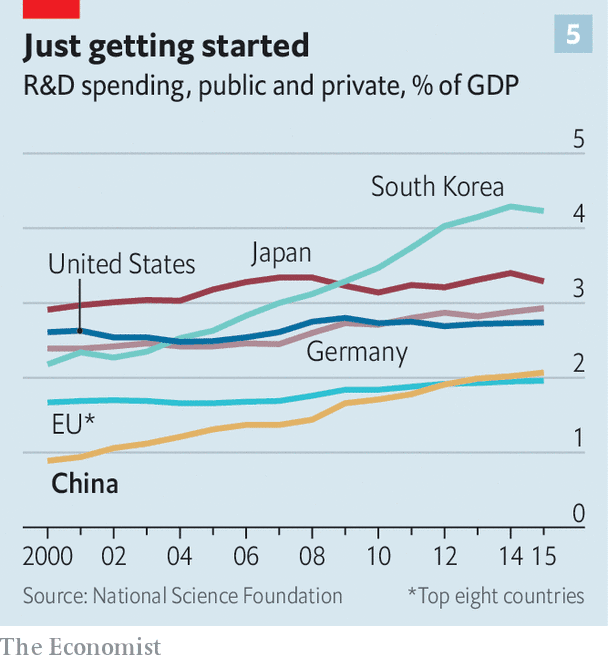 Just getting started
5
R&D spending, public and private, % of GDP
5
South Korea
4
Japan
United States
3
Germany
2
EU*
1
China
0
2000 02 04 06 08 10 12 14 15
Source: National Science Foundation
*Top eight countries
The Economist